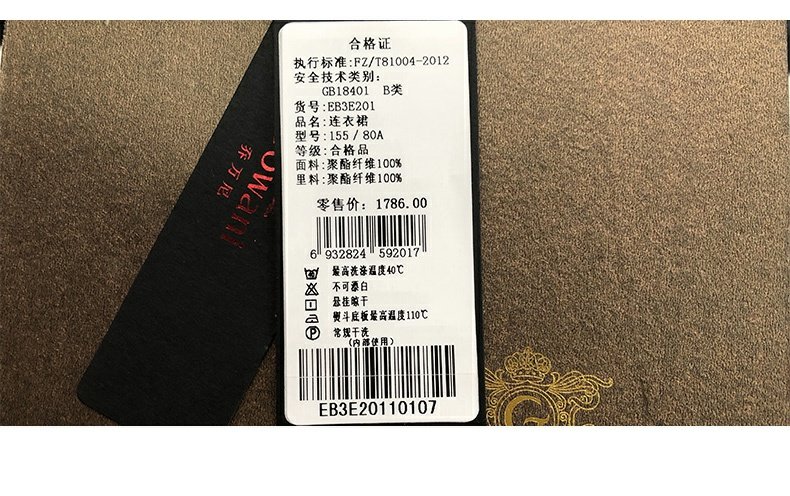 合格证
执行标准:FZ/T81004-2012
安全技术类别:
GB18401 B类
货号:EB3E201
品名:连衣裙
型号:155/80A
等级:合格品
面料:聚酯纤维100%
里料:聚酯纤维100%
零售价: 1786.00
6 932824 592017
最高洗涤温度40℃
不可漂白
悬挂晾干
熨斗底板最高温度110℃
常规干洗
(内部使用)
EB3E20110107
owani
乔万尼